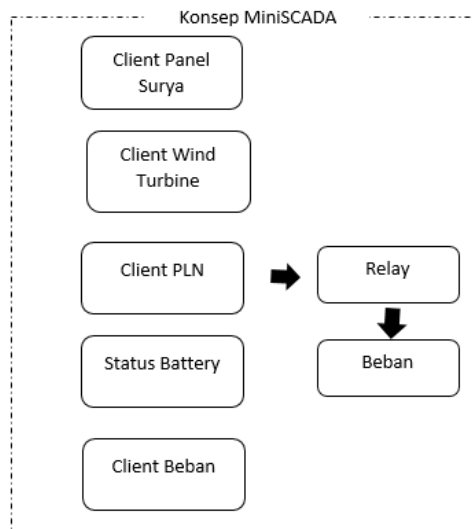 Konsep MiniSCADA
Client Panel
Surya
Client Wind
Turbine
Client PLN
Relay
Status Battery
Beban
Client Beban